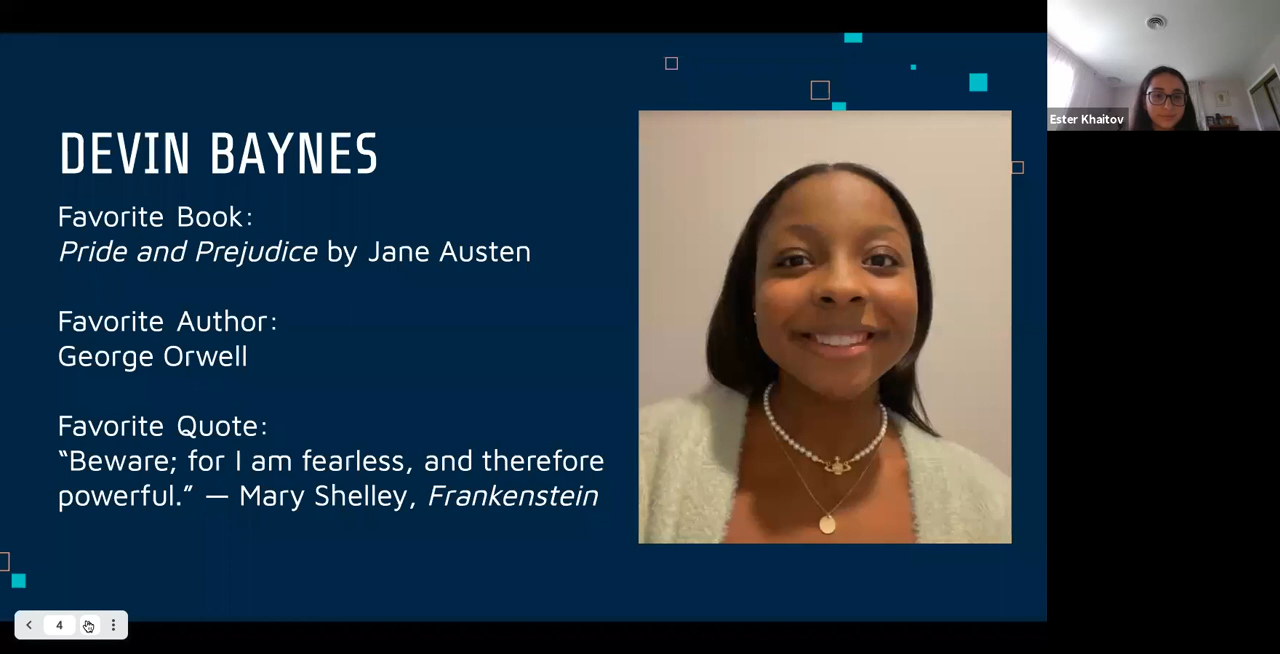 DEVIN BAYNES
Favorite Book:
Pride and Prejudice by Jane Austen
Favorite Author:
George Orwell
Favorite Quote:
“Beware; for I am fearless, and therefore
powerful.” — Mary Shelley, Frankenstein
4
Ester Khaitov